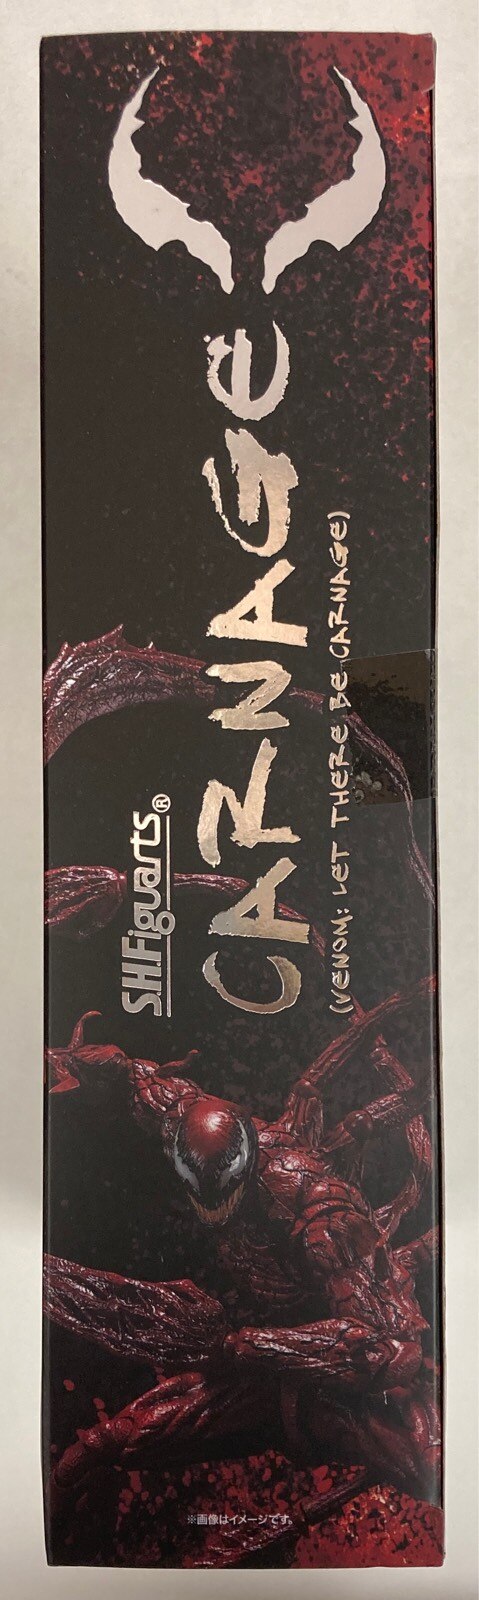 S.H.Figuarts®
CARNAGe
(VENOM: LET THERE BE CARNAGE)
※画像はイメージです。